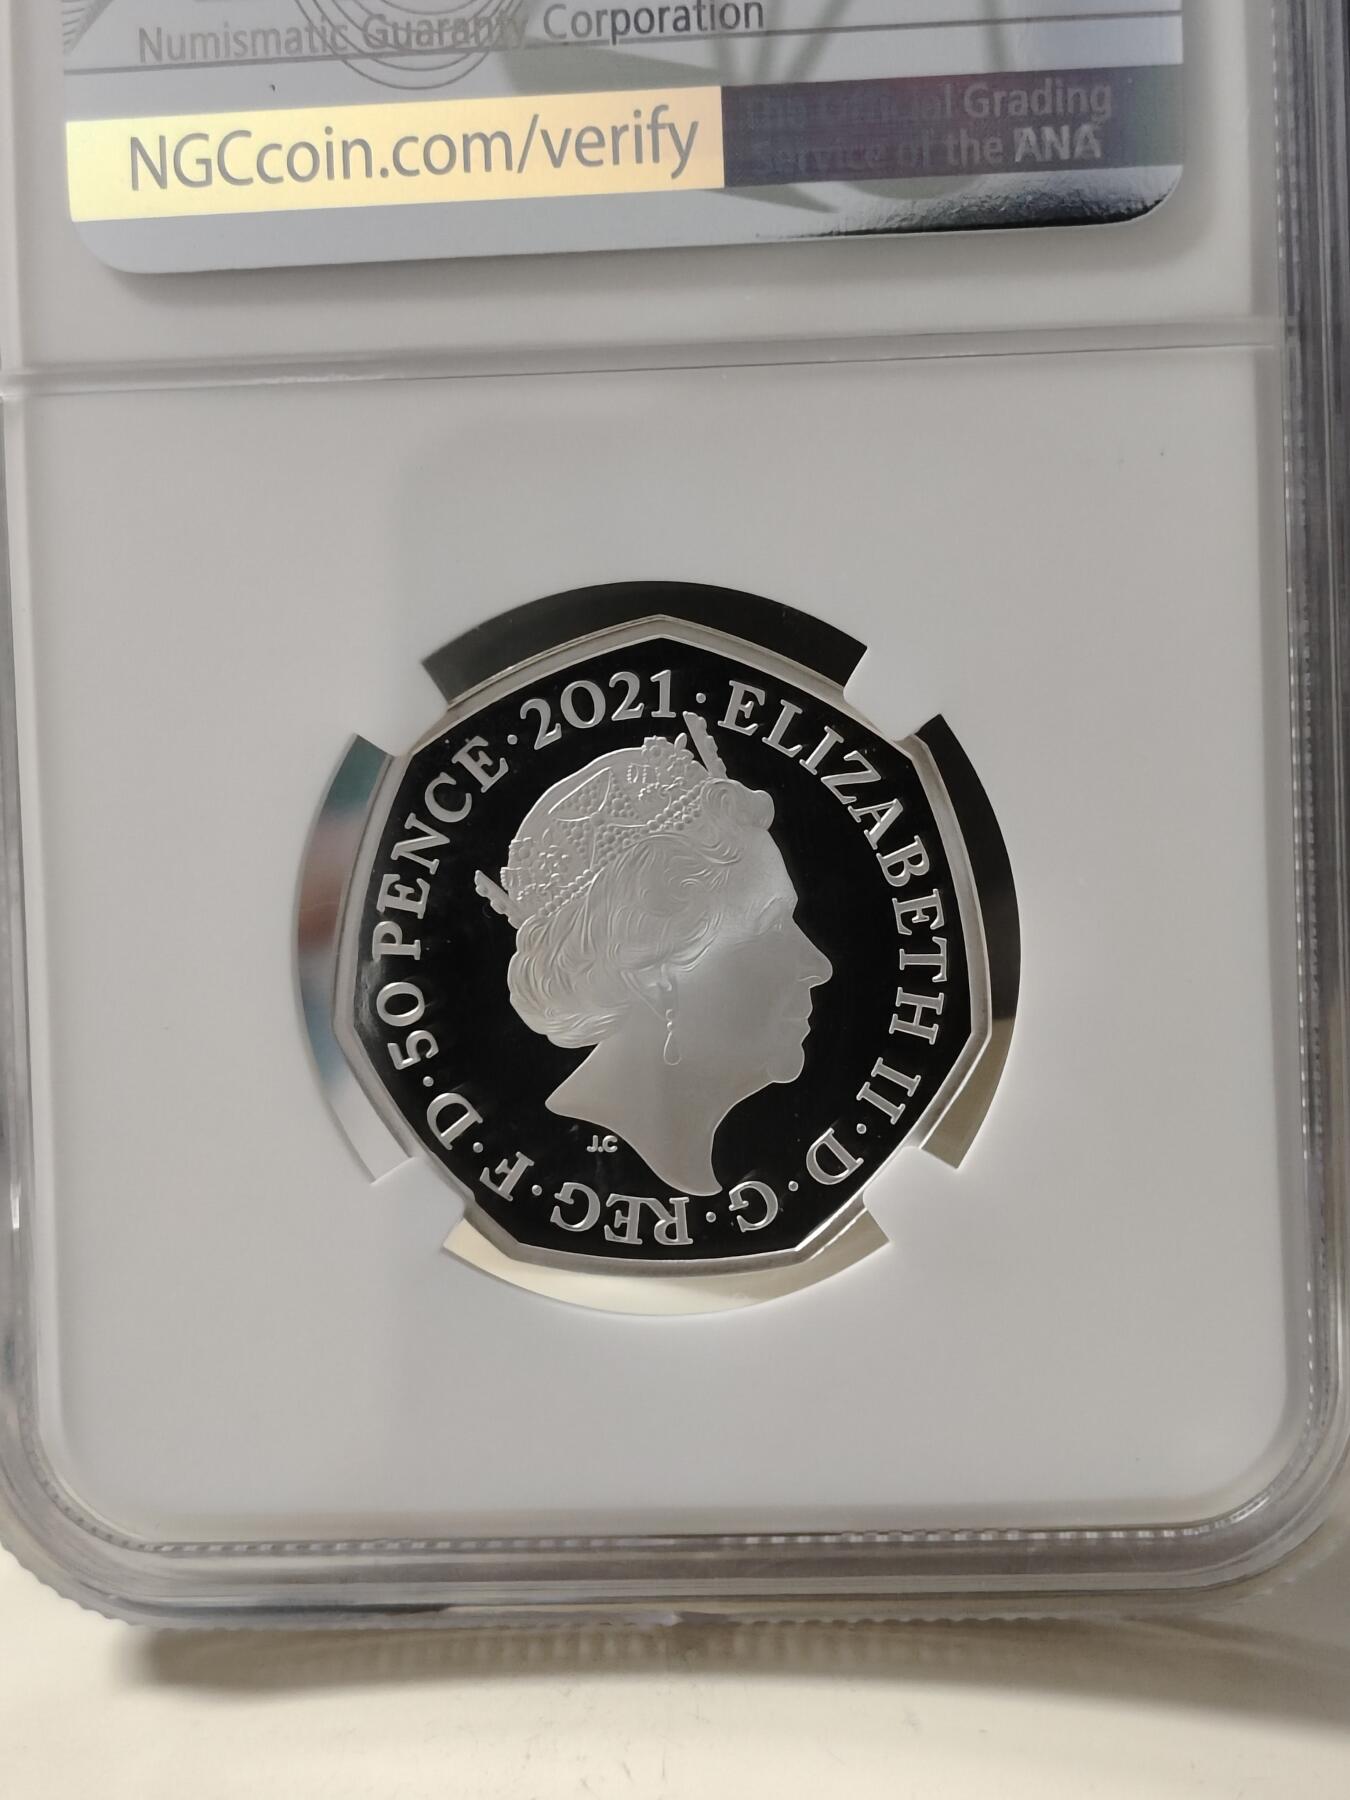 Numismatic Guaranty Corporation
NGCcoin.com/verify
The Official Grading
Service of the ANA
ELIZABETH II · D · G · REG · F · D · 50 PENCE · 2021 ·
J.C